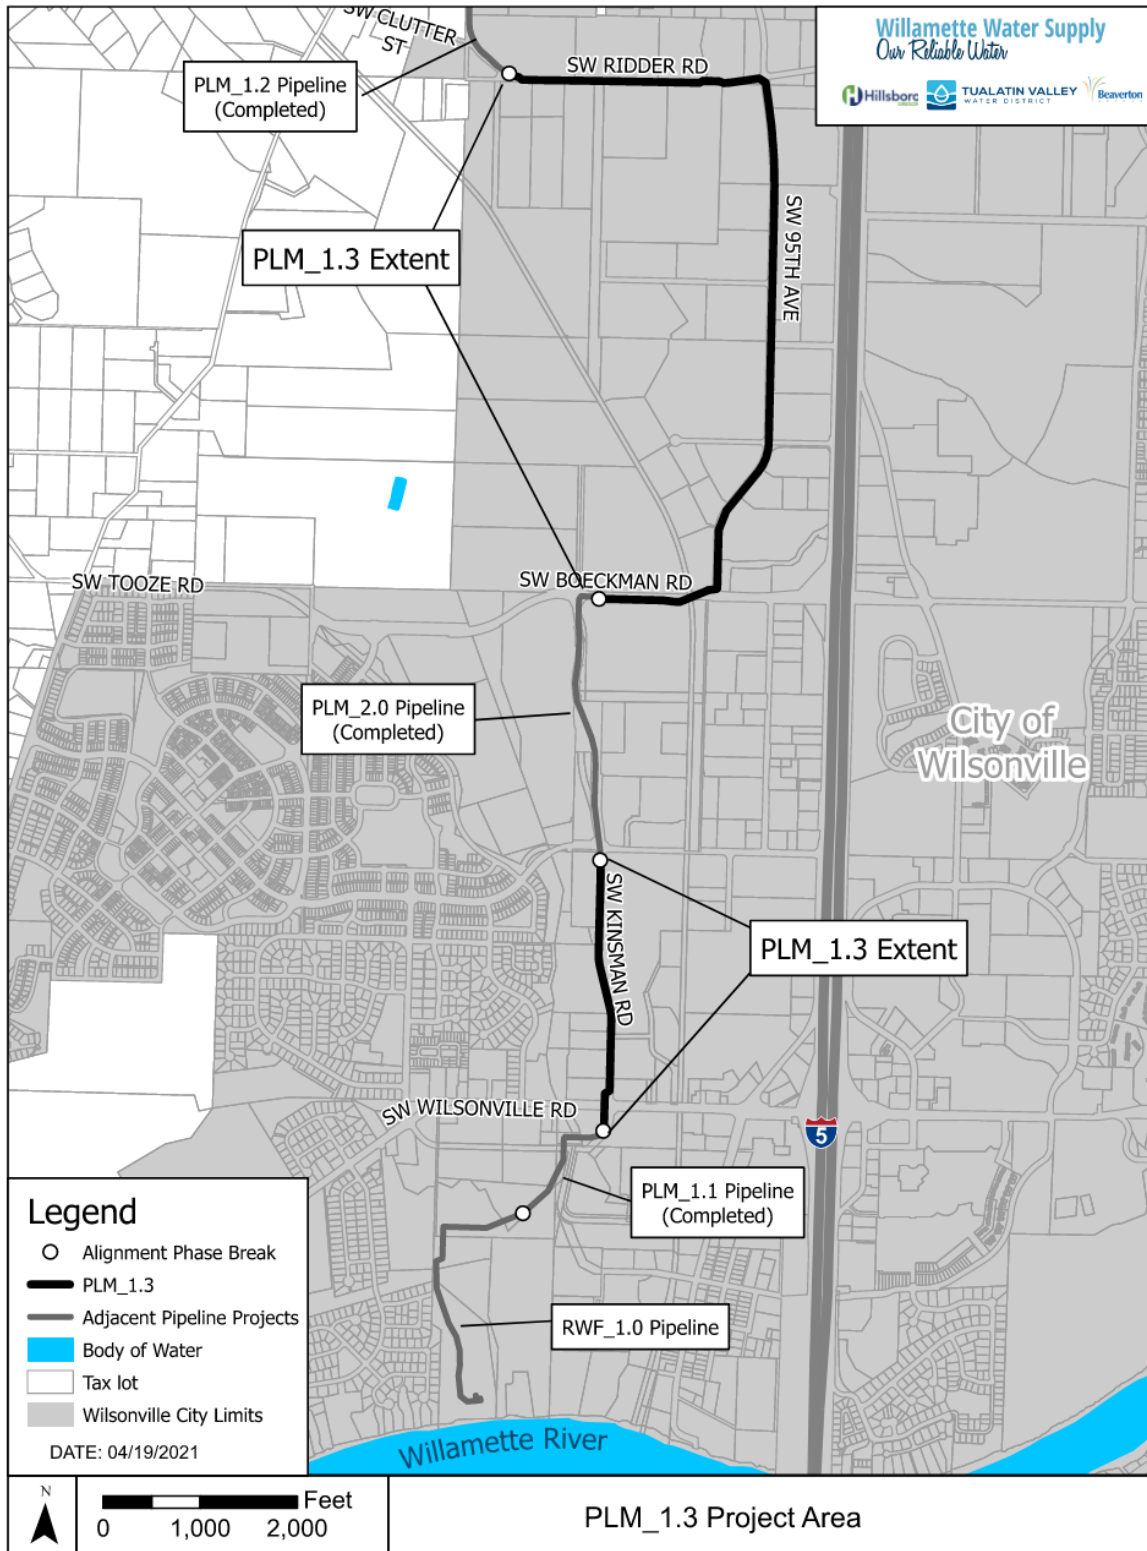 SW CLUTTER
ST
Willamette Water Supply
Our Reliable Water
Hillsboro
TUALATIN VALLEY
WATER DISTRICT
Beaverton
PLM_1.2 Pipeline
(Completed)
SW RIDDER RD
SW 95TH AVE
PLM_1.3 Extent
SW TOOZE RD
SW BOECKMAN RD
PLM_2.0 Pipeline
(Completed)
City of
Wilsonville
SW KINSMAN RD
PLM_1.3 Extent
SW WILSONVILLE RD
5
PLM_1.1 Pipeline
(Completed)
RWF_1.0 Pipeline
Willamette River
Legend
Alignment Phase Break
PLM_1.3
Adjacent Pipeline Projects
Body of Water
Tax lot
Wilsonville City Limits
DATE: 04/19/2021
N
Feet
0 1,000 2,000
PLM_1.3 Project Area